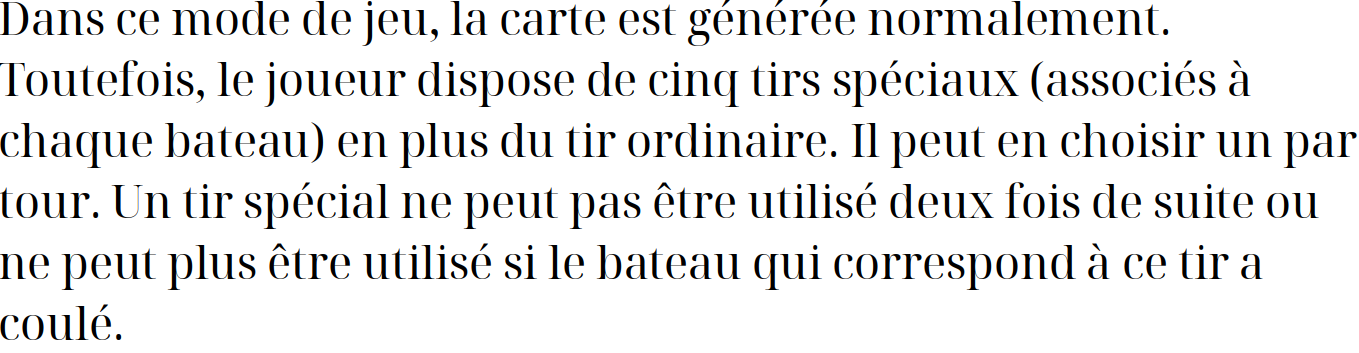 Dans ce mode de jeu, la carte est générée normalement.
Toutefois, le joueur dispose de cinq tirs spéciaux (associés à
chaque bateau) en plus du tir ordinaire. Il peut en choisir un par
tour. Un tir spécial ne peut pas être utilisé deux fois de suite ou
ne peut plus être utilisé si le bateau qui correspond à ce tir a
coulé.